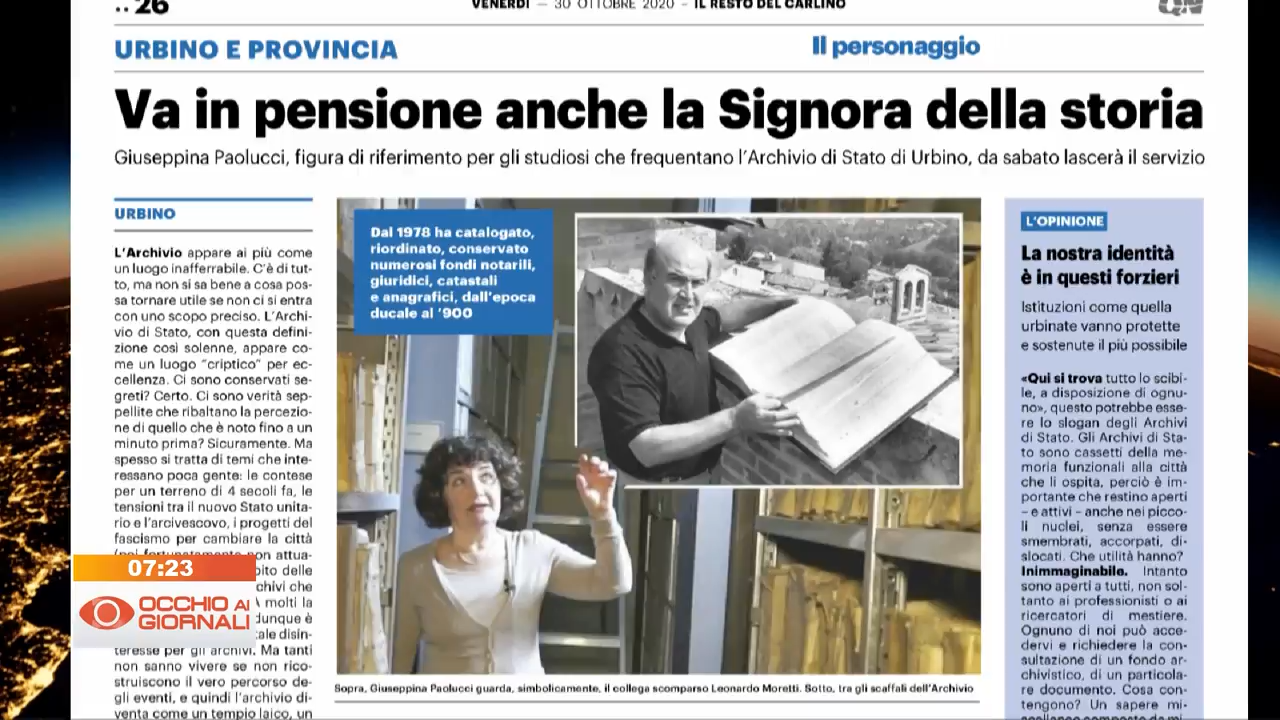 26
VENERDÌ — 30 OTTOBRE 2020 – IL RESTO DEL CARLINO
QN
URBINO E PROVINCIA
Il personaggio
Va in pensione anche la Signora della storia
Giuseppina Paolucci, figura di riferimento per gli studiosi che frequentano l'Archivio di Stato di Urbino, da sabato lascerà il servizio
URBINO
L'Archivio appare ai più come
un luogo inafferrabile. C'è di tut-
to, ma non si sa bene a cosa pos-
sa tornare utile se non ci si entra
con uno scopo preciso. L'Archi-
vio di Stato, con questa defini-
zione così solenne, appare co-
me un luogo “criptico” per ec-
cellenza. Ci sono conservati se-
greti? Certo. Ci sono verità sep-
pellite che ribaltano la percezio-
ne di quello che è noto fino a un
minuto prima? Sicuramente. Ma
spesso si tratta di temi che inte-
ressano poca gente: le contese
per un terreno di 4 secoli fa, le
tensioni tra il nuovo Stato unita-
rio e l'arcivescovo, i progetti del
fascismo per cambiare la città
(poi fortunatamente non attua-
bito delle
chivi che
A molti la
dunque è
tale disin-
teresse per gli archivi. Ma tanti
non sanno vivere se non rico-
struiscono il vero percorso de-
gli eventi, e quindi l'archivio di-
venta come un tempio laico, un
Dal 1978 ha catalogato,
riordinato, conservato
numerosi fondi notarili,
giuridici, catastali
e anagrafici, dall'epoca
ducale al '900
Sopra, Giuseppina Paolucci guarda, simbolicamente, il collega scomparso Leonardo Moretti. Sotto, tra gli scaffali dell'Archivio
L'OPINIONE
La nostra identità
è in questi forzieri
Istituzioni come quella
urbinate vanno protette
e sostenute il più possibile
«Qui si trova tutto lo scibi-
le, a disposizione di ognu-
no», questo potrebbe esse-
re lo slogan degli Archivi
di Stato. Gli Archivi di Sta-
to sono cassetti della me-
moria funzionali alla città
che li ospita, perciò è im-
portante che restino aperti
– e attivi – anche nei picco-
li nuclei, senza essere
smembrati, accorpati, di-
slocati. Che utilità hanno?
Inimmaginabile. Intanto
sono aperti a tutti, non sol-
tanto ai professionisti o ai
ricercatori di mestiere.
Ognuno di noi può acce-
dervi e richiedere la con-
sultazione di un fondo ar-
chivistico, di un particola-
re documento. Cosa con-
tengono? Un sapere mi-
07:23
OCCHIO AI
GIORNALI